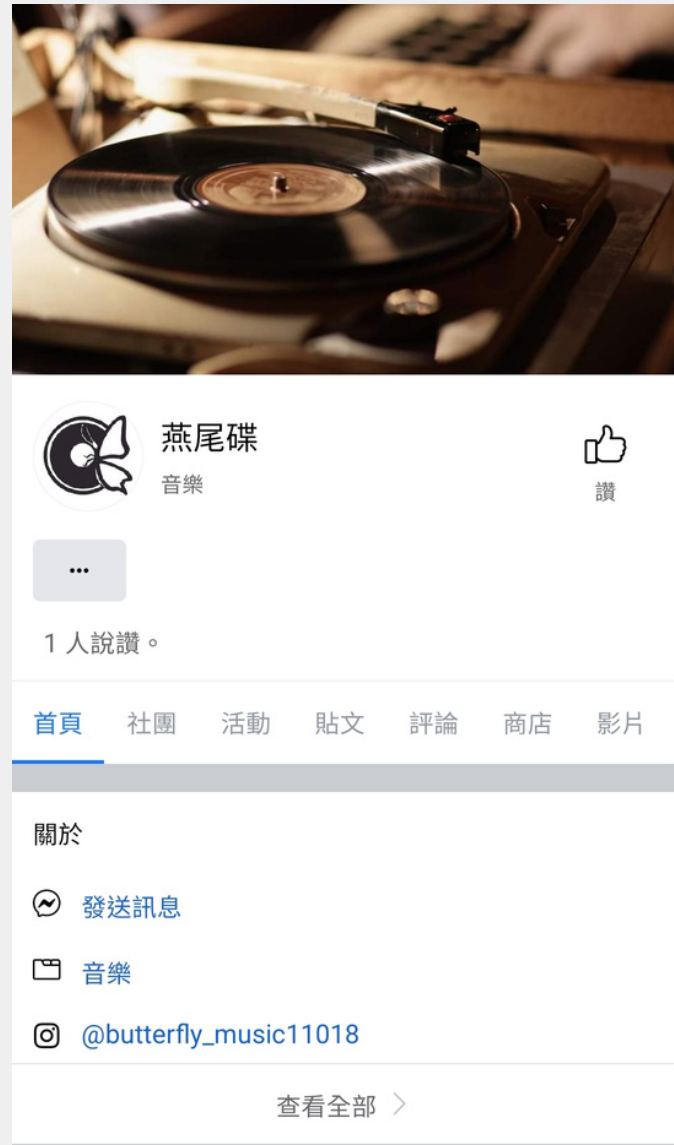 燕尾碟
音樂
讚
...
1 人說讚。
首頁 社團 活動 貼文 評論 商店 影片
關於
發送訊息
音樂
@butterfly_music11018
查看全部 >